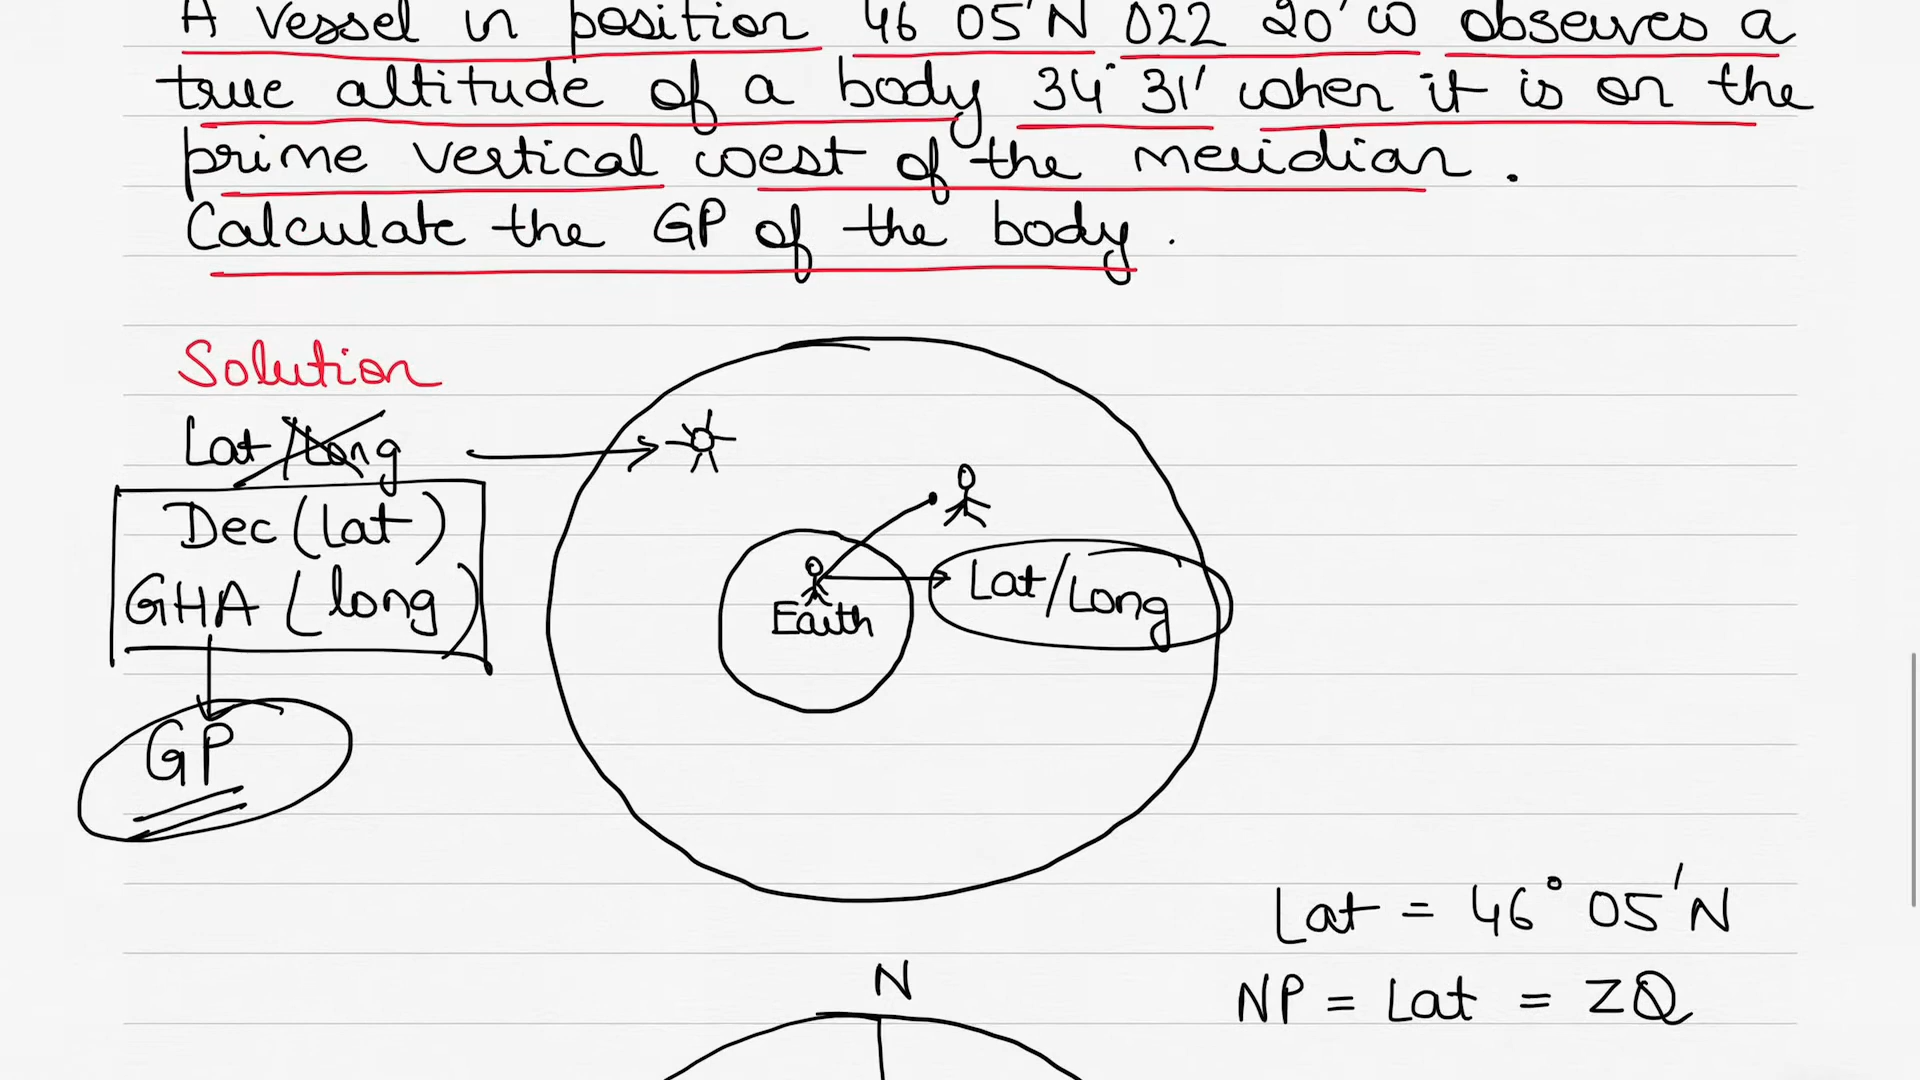 A vessel in position 46 05'N 022 20'W observes a
true altitude of a body 34° 31' when it is on the
prime vertical west of the meridian.
Calculate the GP of the body.
Solution
Lat/Long
Dec (lat)
GHA (long)
GP
Earth
Lat/Long
Lat = 46° 05'N
NP = Lat = ZQ
N